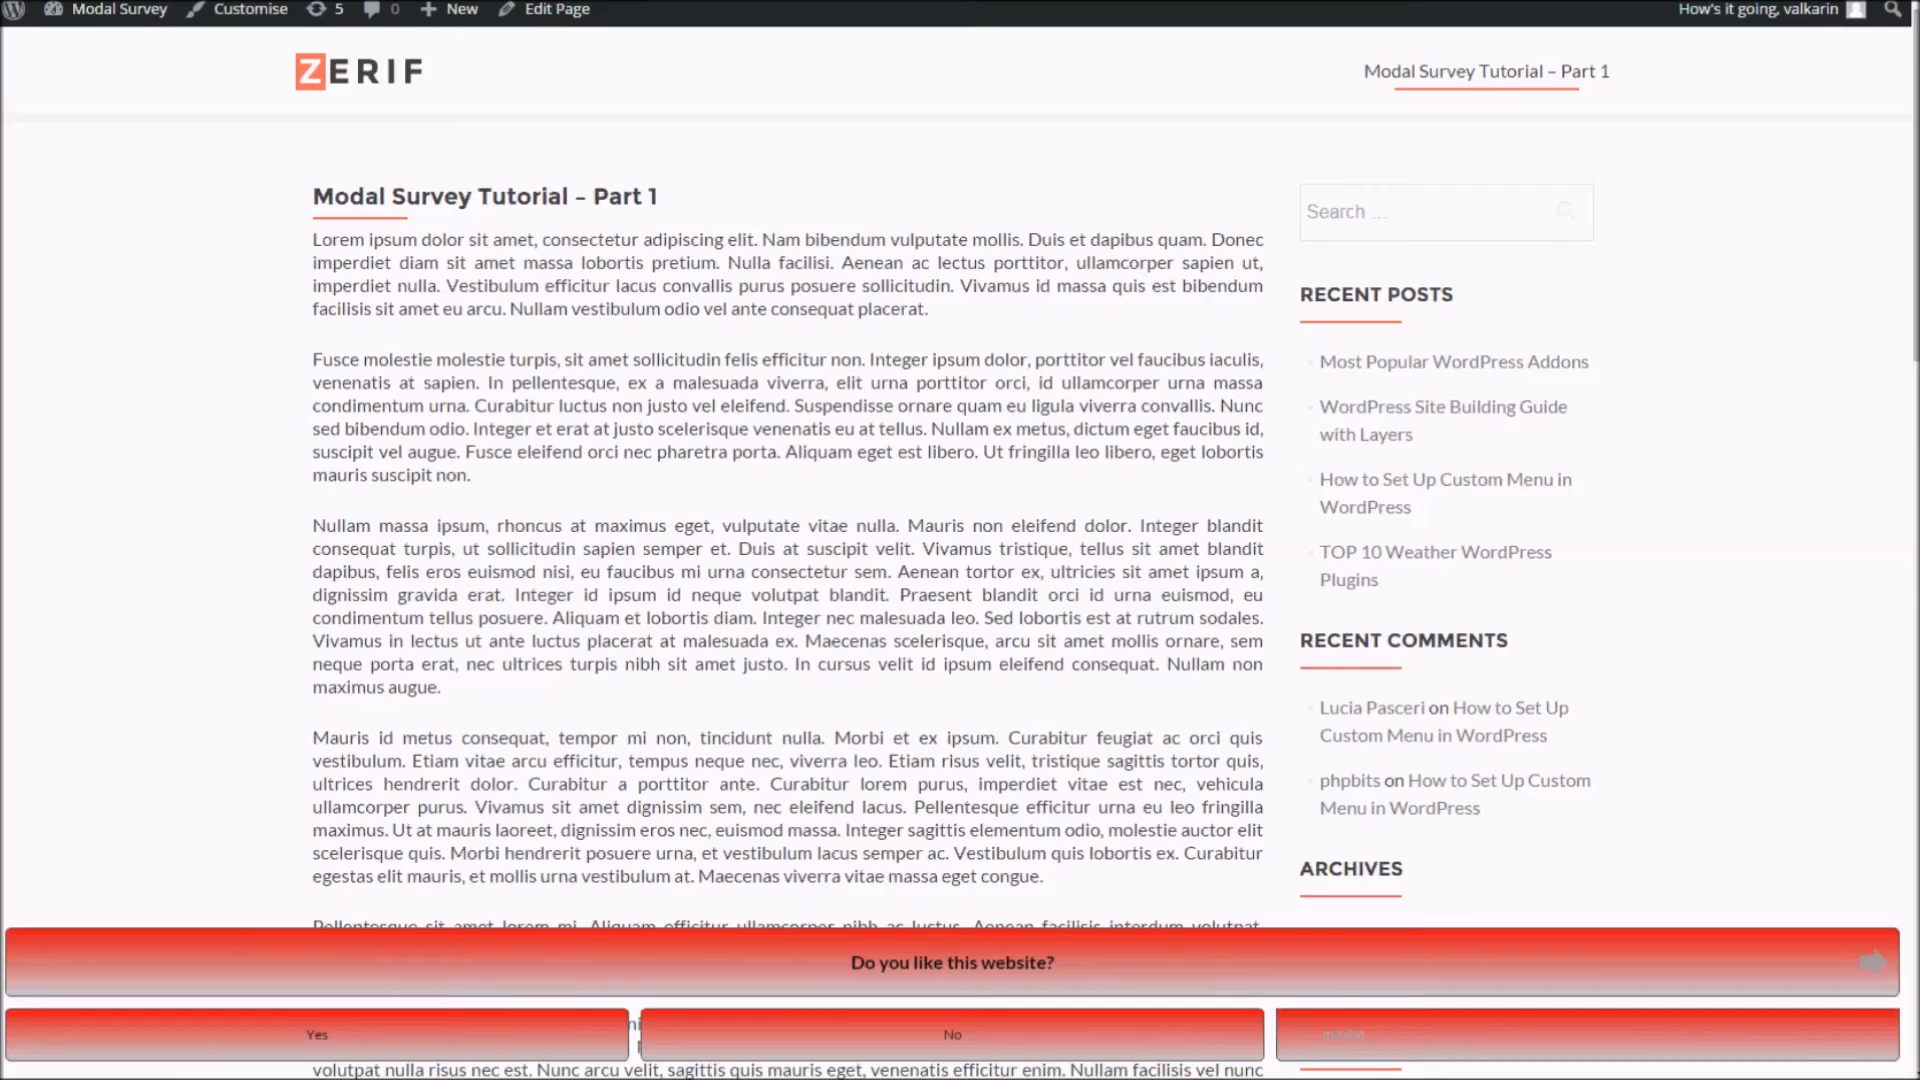 Modal Survey Customise 5 0 New Edit Page How's it going, valkarin
ZERIF
Modal Survey Tutorial – Part 1
Modal Survey Tutorial – Part 1
Lorem ipsum dolor sit amet, consectetur adipiscing elit. Nam bibendum vulputate mollis. Duis et dapibus quam. Donec
imperdiet diam sit amet massa lobortis pretium. Nulla facilisi. Aenean ac lectus porttitor, ullamcorper sapien ut,
imperdiet nulla. Vestibulum efficitur lacus convallis purus posuere sollicitudin. Vivamus id massa quis est bibendum
facilisis sit amet eu arcu. Nullam vestibulum odio vel ante consequat placerat.
Fusce molestie molestie turpis, sit amet sollicitudin felis efficitur non. Integer ipsum dolor, porttitor vel faucibus iaculis,
venenatis at sapien. In pellentesque, ex a malesuada viverra, elit urna porttitor orci, id ullamcorper urna massa
condimentum urna. Curabitur luctus non justo vel eleifend. Suspendisse ornare quam eu ligula viverra convallis. Nunc
sed bibendum odio. Integer et erat at justo scelerisque venenatis eu at tellus. Nullam ex metus, dictum eget faucibus id,
suscipit vel augue. Fusce eleifend orci nec pharetra porta. Aliquam eget est libero. Ut fringilla leo libero, eget lobortis
mauris suscipit non.
Nullam massa ipsum, rhoncus at maximus eget, vulputate vitae nulla. Mauris non eleifend dolor. Integer blandit
consequat turpis, ut sollicitudin sapien semper et. Duis at suscipit velit. Vivamus tristique, tellus sit amet blandit
dapibus, felis eros euismod nisi, eu faucibus mi urna consectetur sem. Aenean tortor ex, ultricies sit amet ipsum a,
dignissim gravida erat. Integer id ipsum id neque volutpat blandit. Praesent blandit orci id urna euismod, eu
condimentum tellus posuere. Aliquam et lobortis diam. Integer nec malesuada leo. Sed lobortis est at rutrum sodales.
Vivamus in lectus ut ante luctus placerat at malesuada ex. Maecenas scelerisque, arcu sit amet mollis ornare, sem
neque porta erat, nec ultrices turpis nibh sit amet justo. In cursus velit id ipsum eleifend consequat. Nullam non
maximus augue.
Mauris id metus consequat, tempor mi non, tincidunt nulla. Morbi et ex ipsum. Curabitur feugiat ac orci quis
vestibulum. Etiam vitae arcu efficitur, tempus neque nec, viverra leo. Etiam risus velit, tristique sagittis tortor quis,
ultrices hendrerit dolor. Curabitur a porttitor ante. Curabitur lorem purus, imperdiet vitae est nec, vehicula
ullamcorper purus. Vivamus sit amet dignissim sem, nec eleifend lacus. Pellentesque efficitur urna eu leo fringilla
maximus. Ut at mauris laoreet, dignissim eros nec, euismod massa. Integer sagittis elementum odio, molestie auctor elit
scelerisque quis. Morbi hendrerit posuere urna, et vestibulum lacus semper ac. Vestibulum quis lobortis ex. Curabitur
egestas elit mauris, et mollis urna vestibulum at. Maecenas viverra vitae massa eget congue.
Pellentesque sit amet lorem mi. Aliquam efficitur ullamcorper nibh ac luctus. Aenean facilisis interdum volutpat.
Search ...
RECENT POSTS
Most Popular WordPress Addons
WordPress Site Building Guide
with Layers
How to Set Up Custom Menu in
WordPress
TOP 10 Weather WordPress
Plugins
RECENT COMMENTS
Lucia Pasceri on How to Set Up
Custom Menu in WordPress
phpbits on How to Set Up Custom
Menu in WordPress
ARCHIVES
Do you like this website?
Yes
No
volutpat nulla risus nec est. Nunc arcu velit, sagittis quis mauris eget, venenatis efficitur enim. Nullam facilisis vel nunc